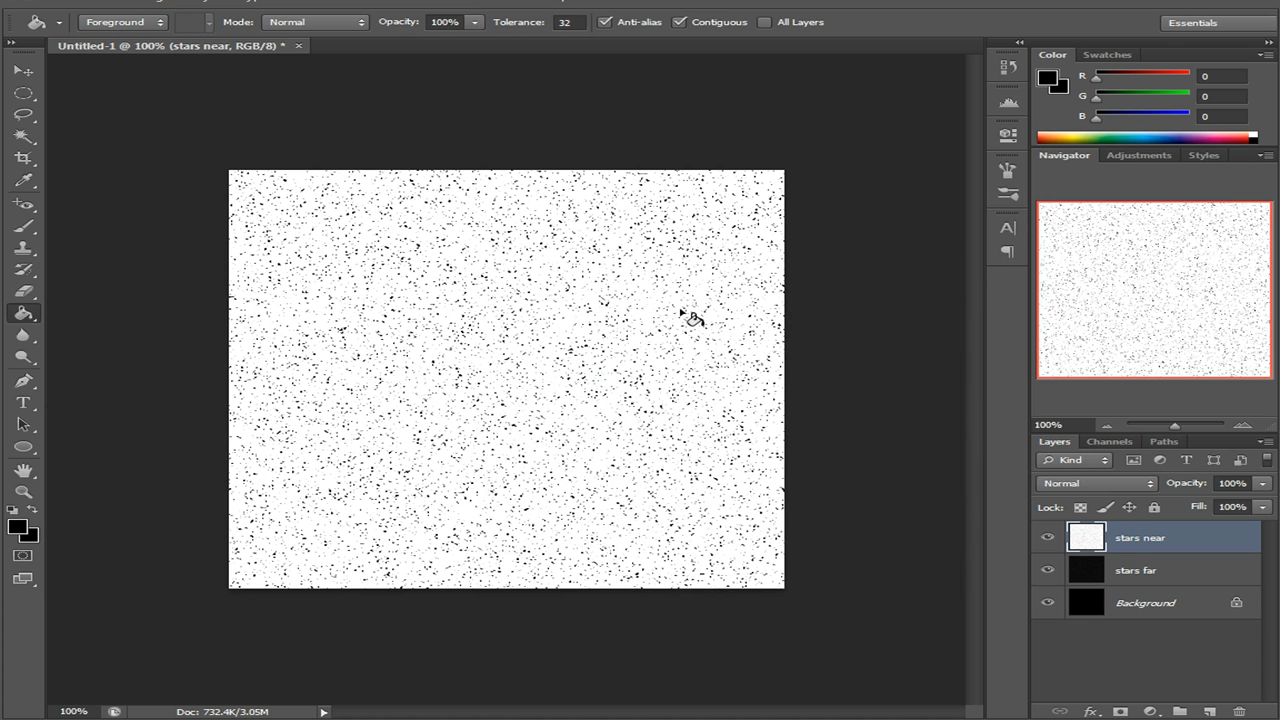 Foreground Mode: Normal Opacity: 100% Tolerance: 32 Anti-alias Contiguous All Layers Essentials
Untitled-1 @ 100% (stars near, RGB/8) * ×
Color Swatches
R 0
G 0
B 0
Navigator Adjustments Styles
100%
Layers Channels Paths
Kind
Normal Opacity: 100%
Lock: Fill: 100%
stars near
stars far
Background
100% Doc: 732.4K/3.05M